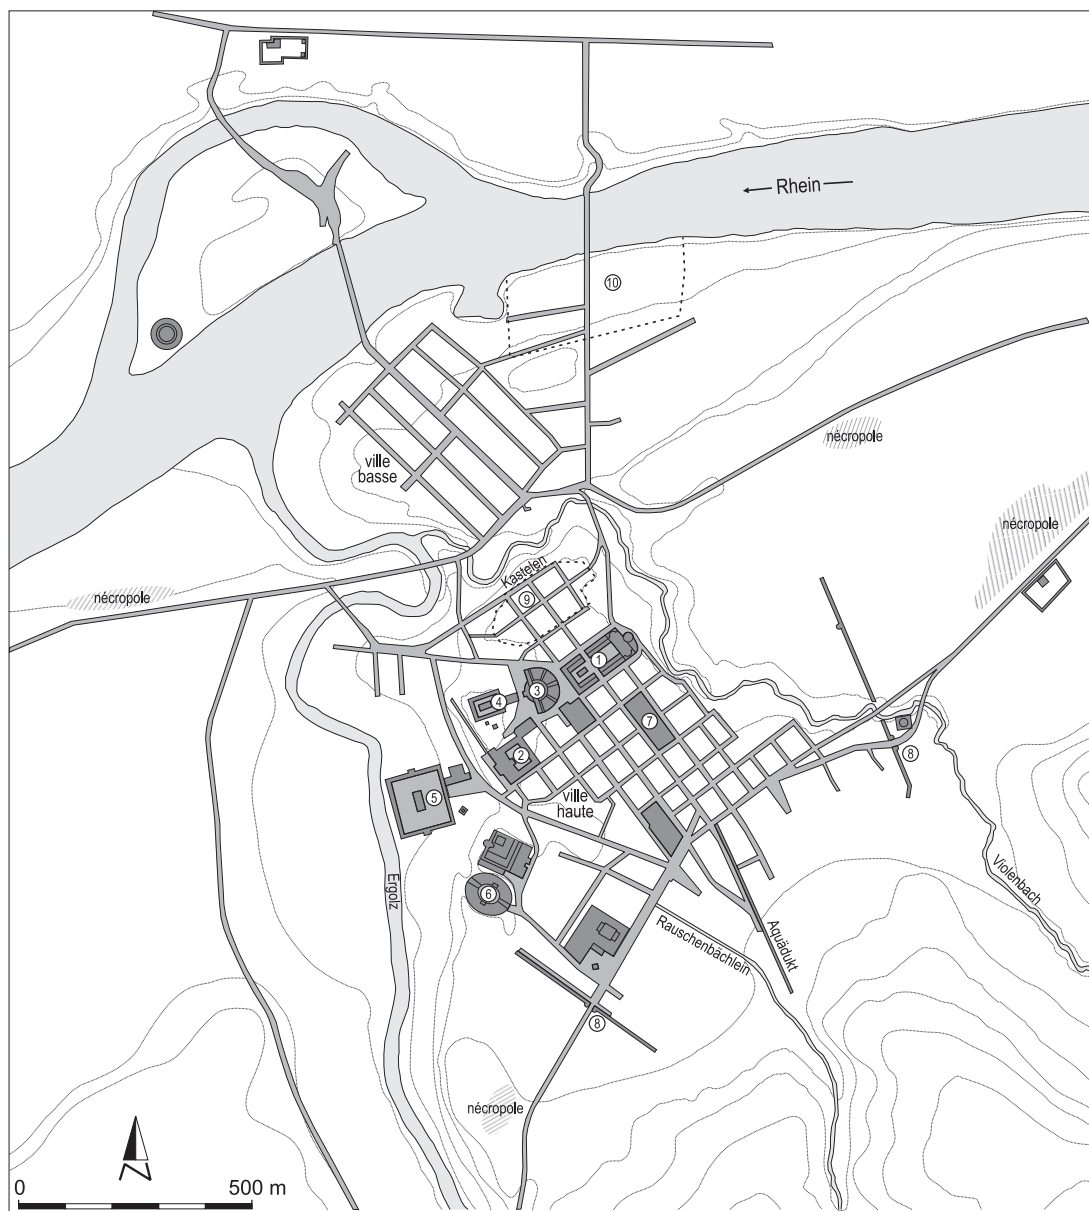 Rhein
10
nécropole
ville
basse
nécropole
Kastelen
nécropole
9
1
3
4
7
2
8
5
ville
haute
6
Ergolz
Violenbach
Rauschenbächlein
Aquädukt
8
nécropole
N
0 500 m